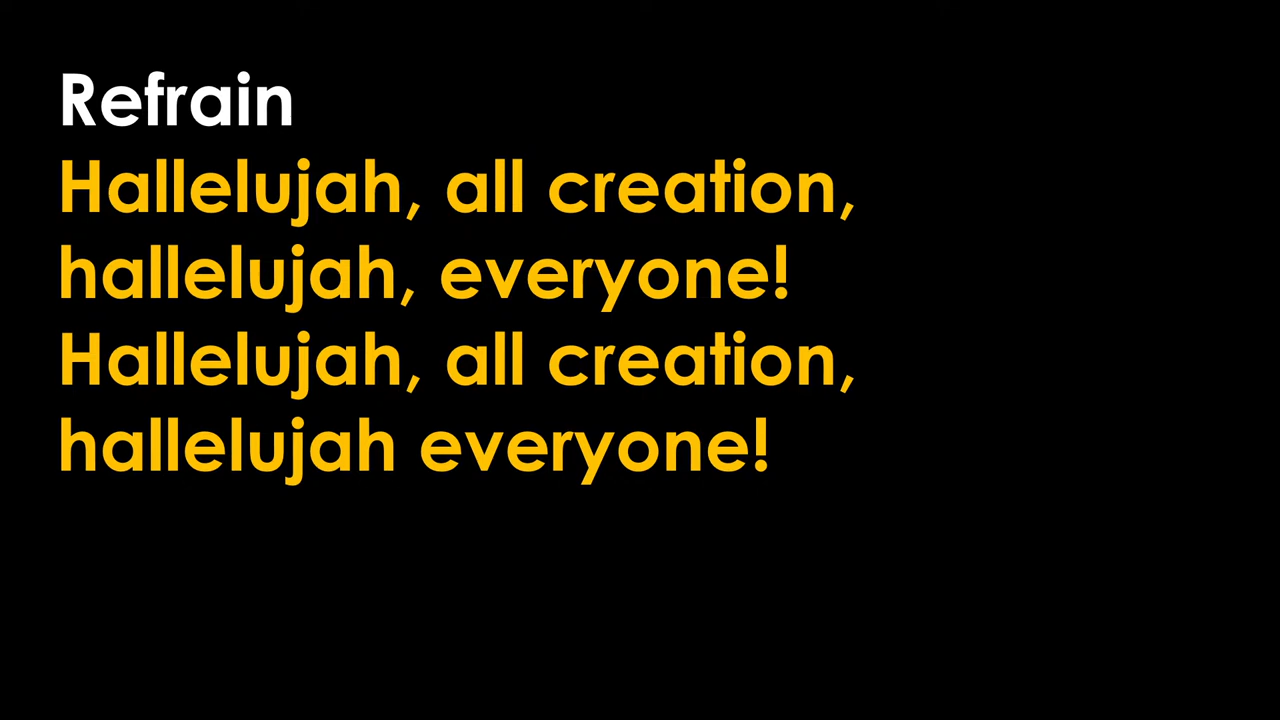 Refrain
Hallelujah, all creation,
hallelujah, everyone!
Hallelujah, all creation,
hallelujah everyone!